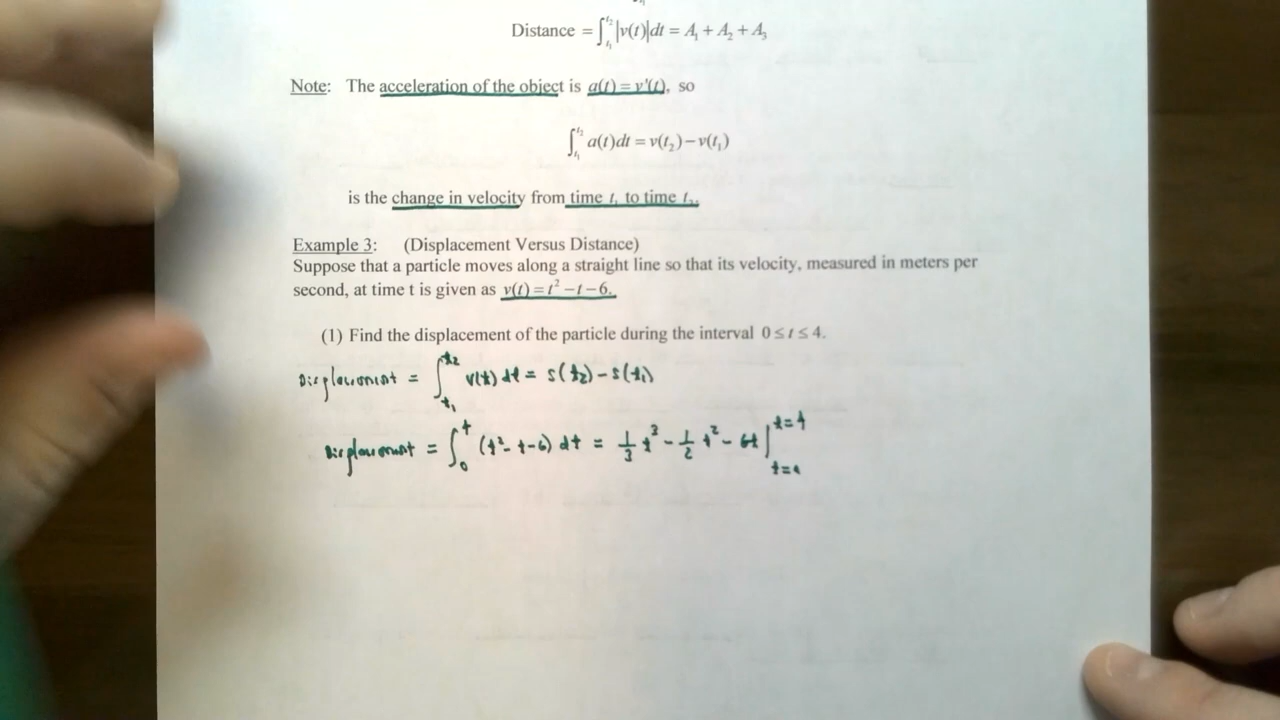 Distance = ∫_{t₁}^{t₂} |v(t)|dt = A₁ + A₂ + A₃
Note: The acceleration of the object is a(t) = v'(t), so
∫_{t₁}^{t₂} a(t)dt = v(t₂) − v(t₁)
is the change in velocity from time t₁ to time t₂.
Example 3: (Displacement Versus Distance)
Suppose that a particle moves along a straight line so that its velocity, measured in meters per
second, at time t is given as v(t) = t² − t − 6.
(1) Find the displacement of the particle during the interval 0 ≤ t ≤ 4.
Displacement = ∫_{t₁}^{t₂} v(t) dt = s(t₂) − s(t₁)
Displacement = ∫_0^4 (t² − t − 6) dt = 1/3 t³ − 1/2 t² − 6t |_{t=0}^{t=4}